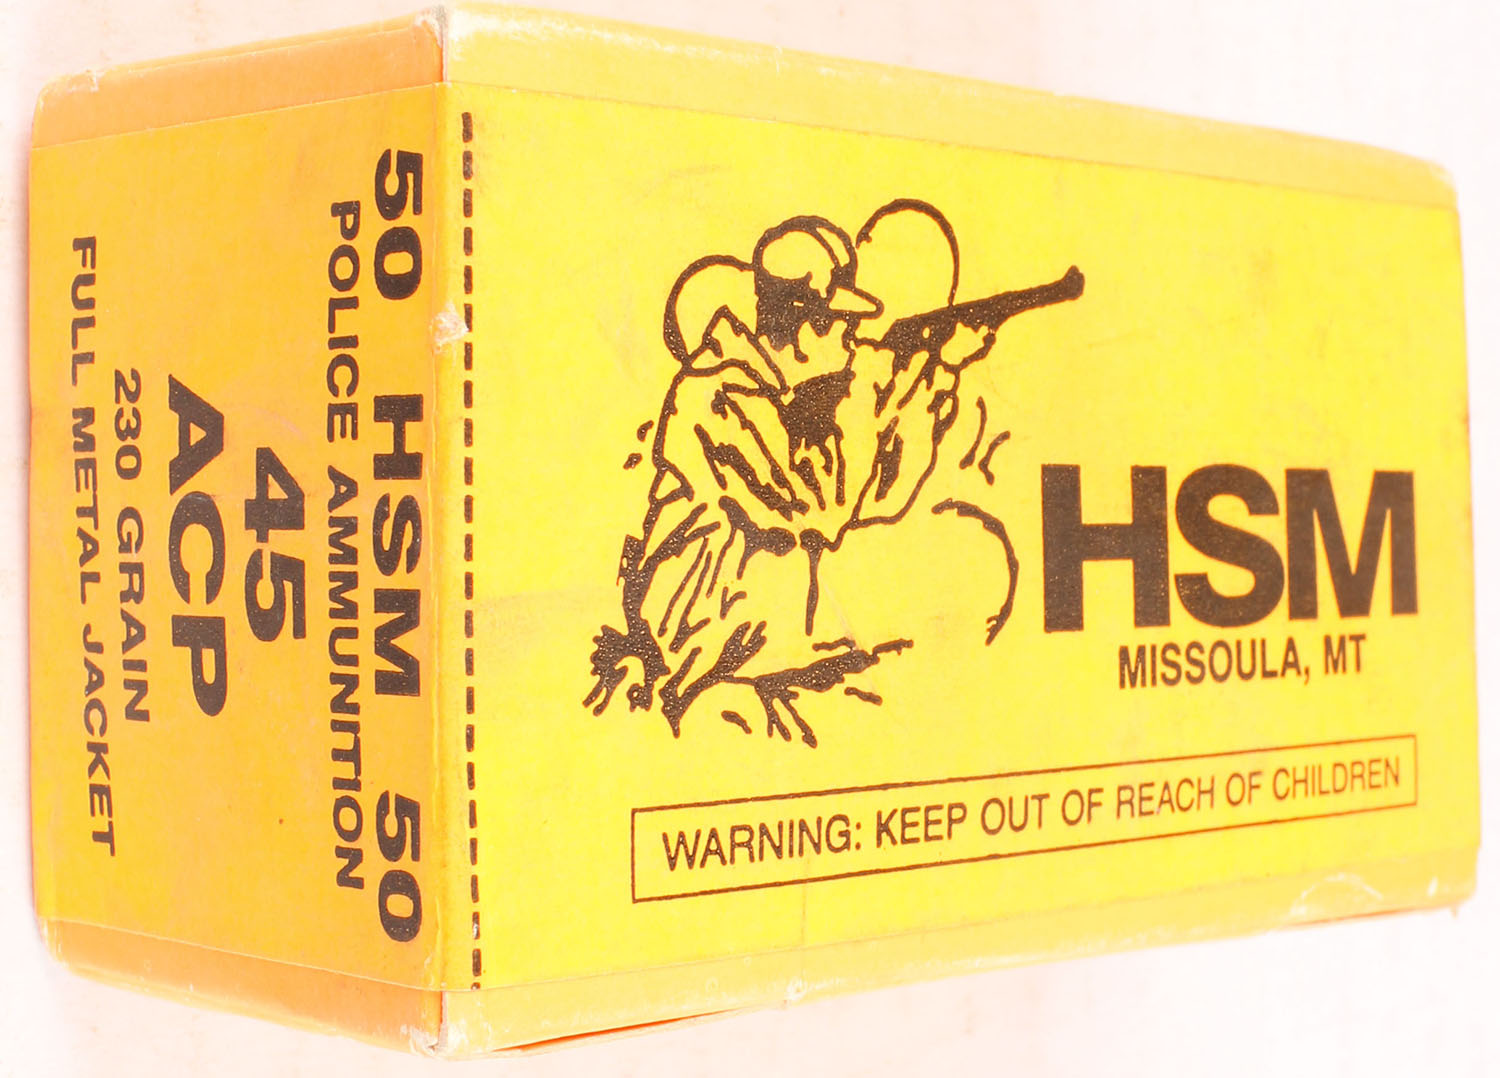 50 HSM 50
POLICE AMMUNITION
45
ACP
230 GRAIN
FULL METAL JACKET
HSM
MISSOULA, MT
WARNING: KEEP OUT OF REACH OF CHILDREN